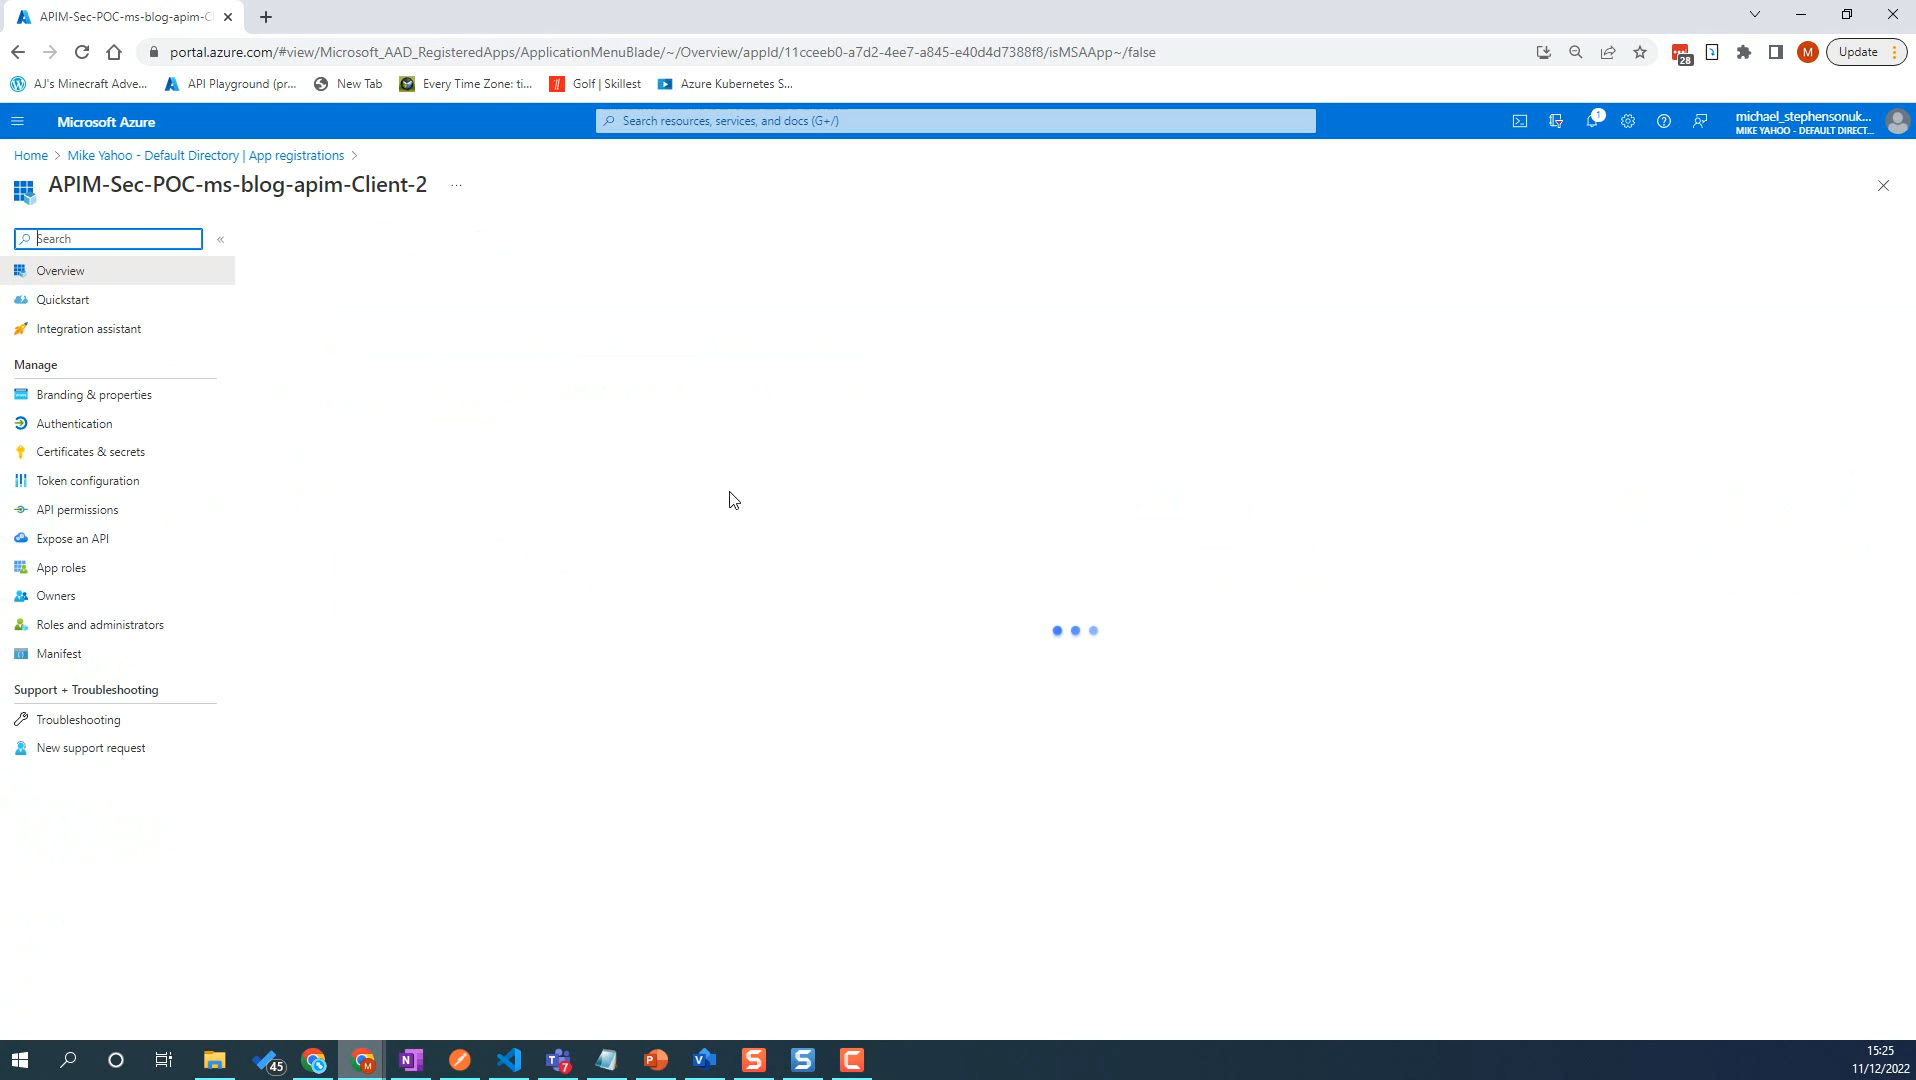 APIM-Sec-POC-ms-blog-apim-C
portal.azure.com/#view/Microsoft_AAD_RegisteredApps/ApplicationMenuBlade/~/Overview/appId/11cceeb0-a7d2-4ee7-a845-e40d4d7388f8/isMSAApp~/false
28
M
Update
AJ's Minecraft Adve...
API Playground (pr...
New Tab
Every Time Zone: ti...
Golf | Skillest
Azure Kubernetes S...
Microsoft Azure
Search resources, services, and docs (G+/)
1
michael_stephensonuk...
MIKE YAHOO - DEFAULT DIRECT...
Home > Mike Yahoo - Default Directory | App registrations >
APIM-Sec-POC-ms-blog-apim-Client-2 ...
Search
«
Overview
Quickstart
Integration assistant
Manage
Branding & properties
Authentication
Certificates & secrets
Token configuration
API permissions
Expose an API
App roles
Owners
Roles and administrators
Manifest
Support + Troubleshooting
Troubleshooting
New support request
45
7
15:25
11/12/2022